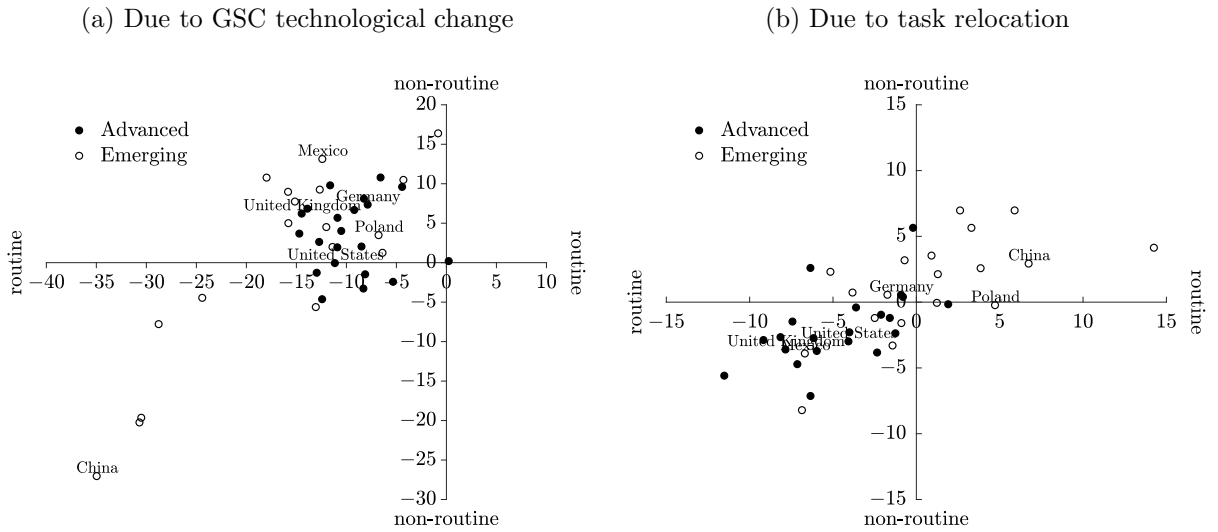 (a) Due to GSC technological change
non-routine
20
15
10
5
0
−5
−10
−15
−20
−25
−30
non-routine
−40
−35
−30
−25
−20
−15
−10
−5
0
5
10
routine
routine
Advanced
Emerging
Mexico
Germany
United Kingdom
Poland
United States
China
(b) Due to task relocation
non-routine
15
10
5
0
−5
−10
−15
non-routine
−15
−10
−5
0
5
10
15
routine
routine
Advanced
Emerging
China
Germany
Poland
United States
United Kingdom
Mexico